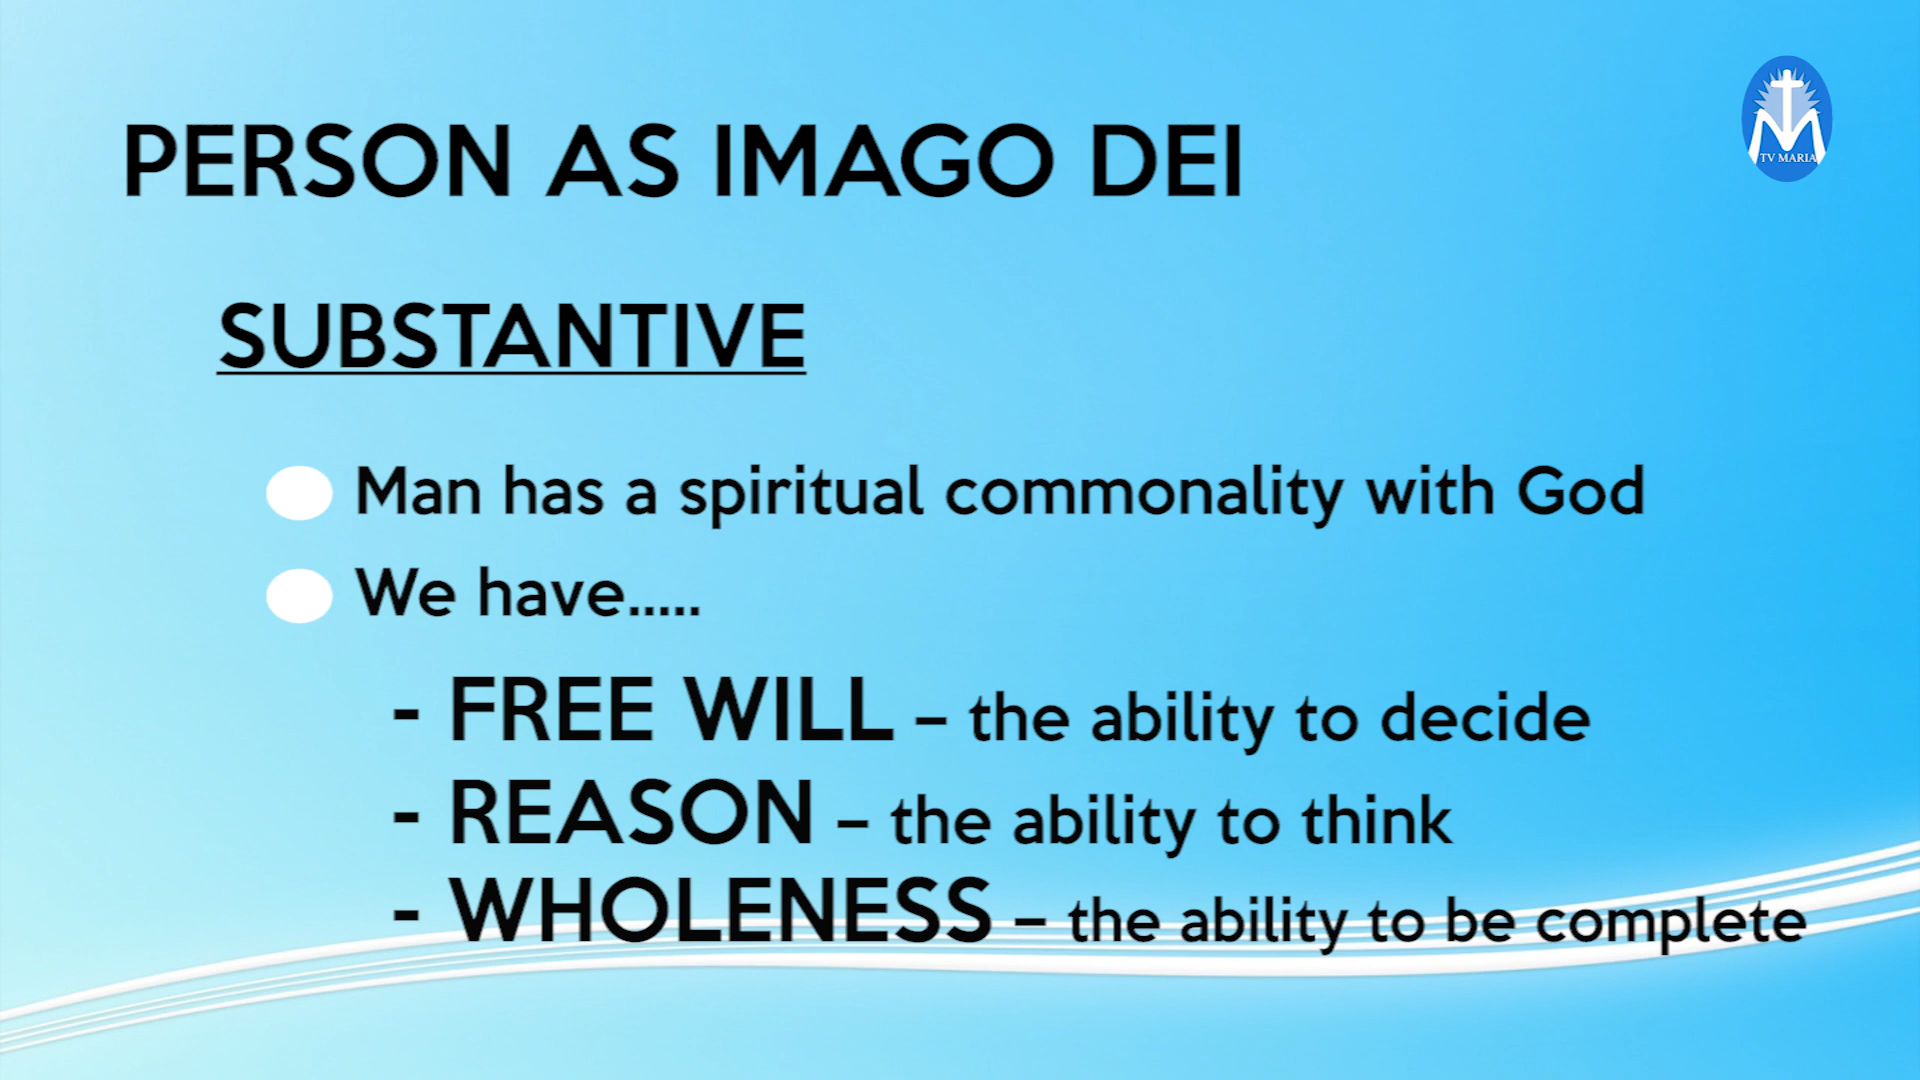 PERSON AS IMAGO DEI
TV MARIA
SUBSTANTIVE
Man has a spiritual commonality with God
We have.....
- FREE WILL – the ability to decide
- REASON – the ability to think
- WHOLENESS – the ability to be complete